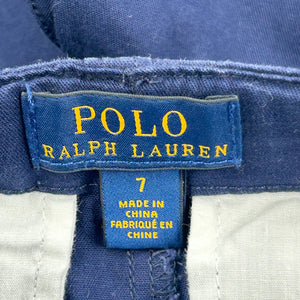 POLO
RALPH LAUREN
7
MADE IN
CHINA
FABRIQUÉ EN
CHINE